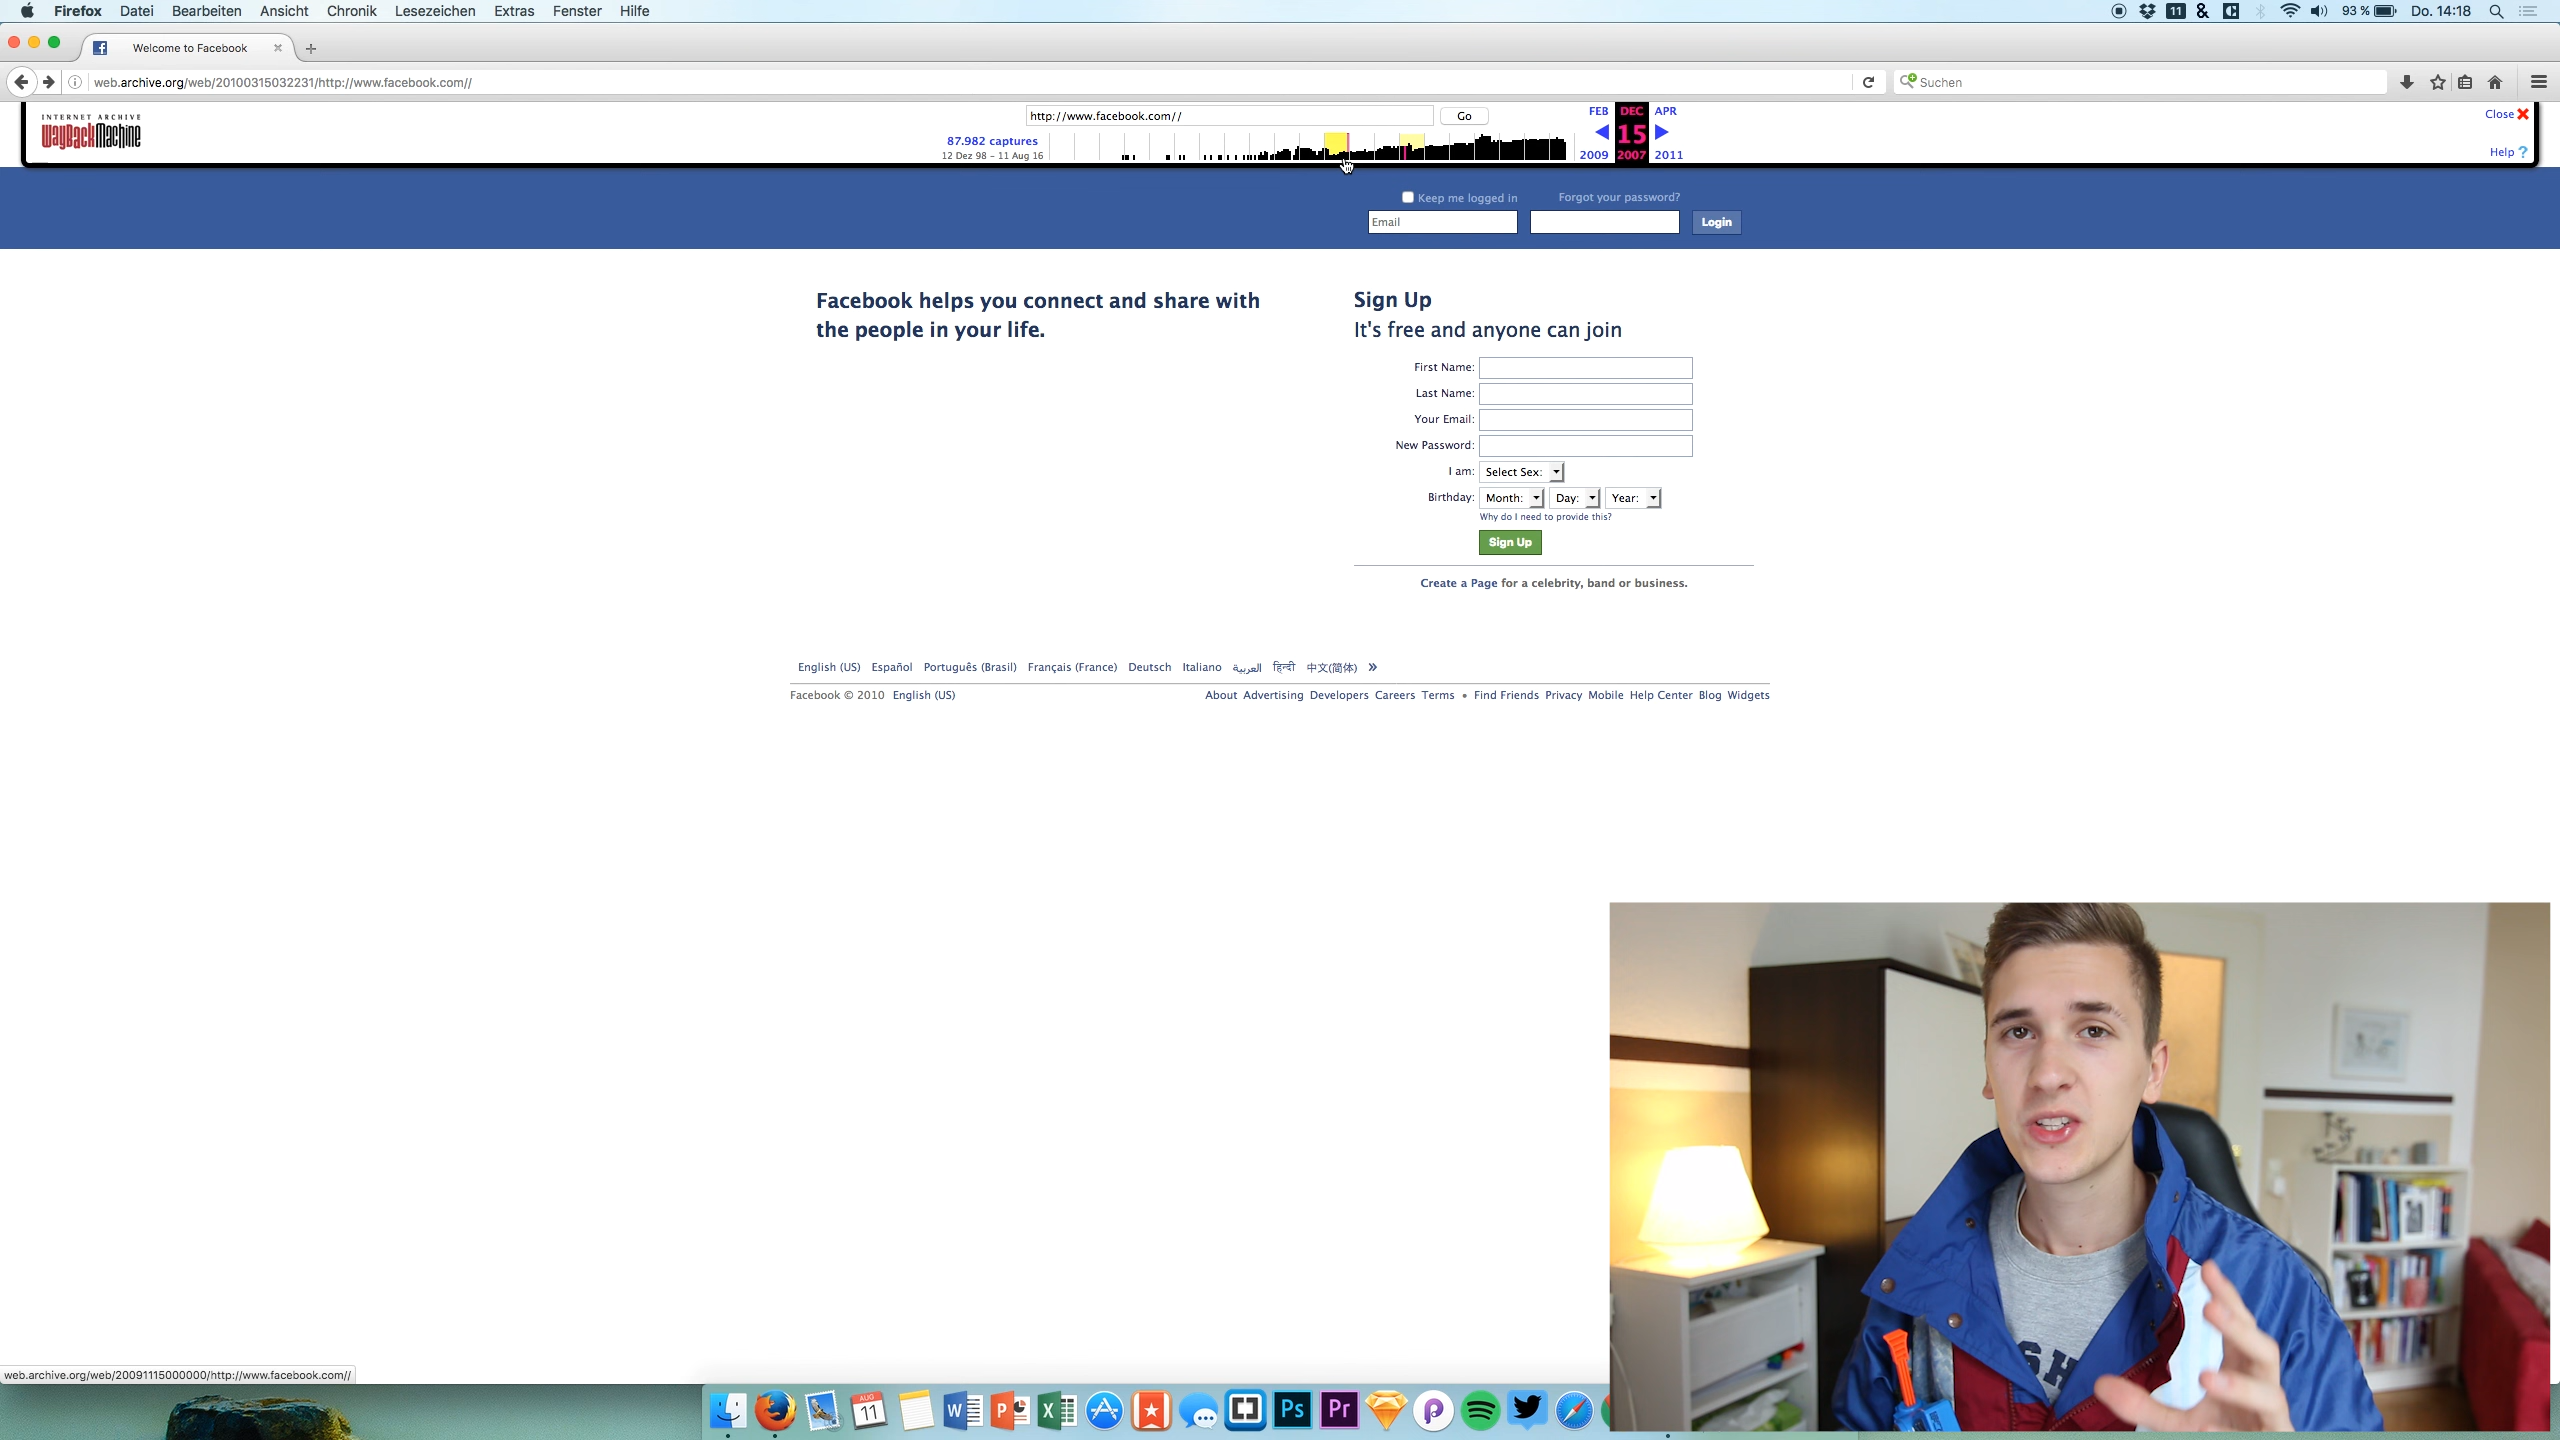 Firefox Datei Bearbeiten Ansicht Chronik Lesezeichen Extras Fenster Hilfe
11 & 93 % Do. 14:18
Welcome to Facebook
web.archive.org/web/20100315032231/http://www.facebook.com//
Suchen
INTERNET ARCHIVE
WayBackMachine
http://www.facebook.com//
Go
87.982 captures
12 Dez 98 – 11 Aug 16
FEB DEC APR
15
2009 2007 2011
Close
Help ?
Keep me logged in
Forgot your password?
Email
Login
Facebook helps you connect and share with
the people in your life.
Sign Up
It's free and anyone can join
First Name:
Last Name:
Your Email:
New Password:
I am: Select Sex:
Birthday: Month: Day: Year:
Why do I need to provide this?
Sign Up
Create a Page for a celebrity, band or business.
English (US) Español Português (Brasil) Français (France) Deutsch Italiano العربية हिन्दी 中文(简体) »
Facebook © 2010 English (US)
About Advertising Developers Careers Terms • Find Friends Privacy Mobile Help Center Blog Widgets
web.archive.org/web/20091115000000/http://www.facebook.com//
AUG
11
W P X
Ps Pr